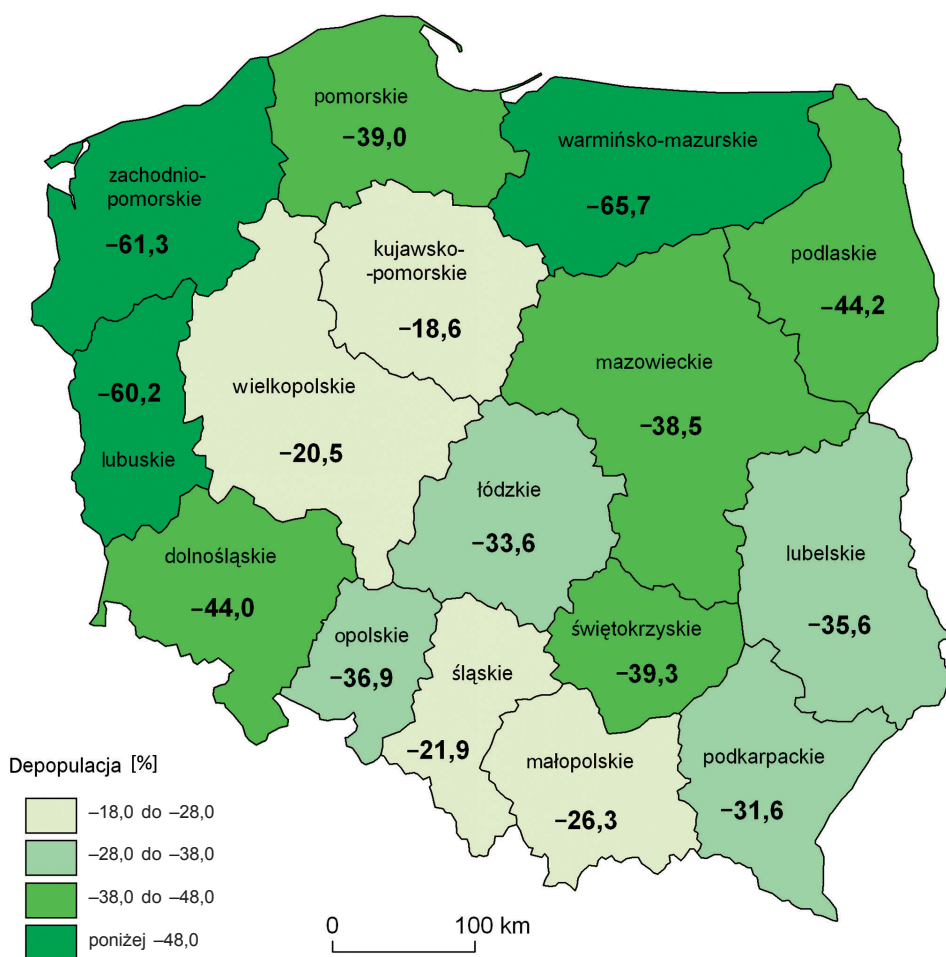 pomorskie
−39,0
warmińsko-mazurskie
−65,7
zachodnio-
pomorskie
−61,3
kujawsko-
-pomorskie
−18,6
podlaskie
−44,2
mazowieckie
−38,5
wielkopolskie
−20,5
−60,2
lubuskie
łódzkie
−33,6
lubelskie
−35,6
dolnośląskie
−44,0
opolskie
−36,9
śląskie
−21,9
świętokrzyskie
−39,3
małopolskie
−26,3
podkarpackie
−31,6
Depopulacja [%]
−18,0 do −28,0
−28,0 do −38,0
−38,0 do −48,0
poniżej −48,0
0 100 km